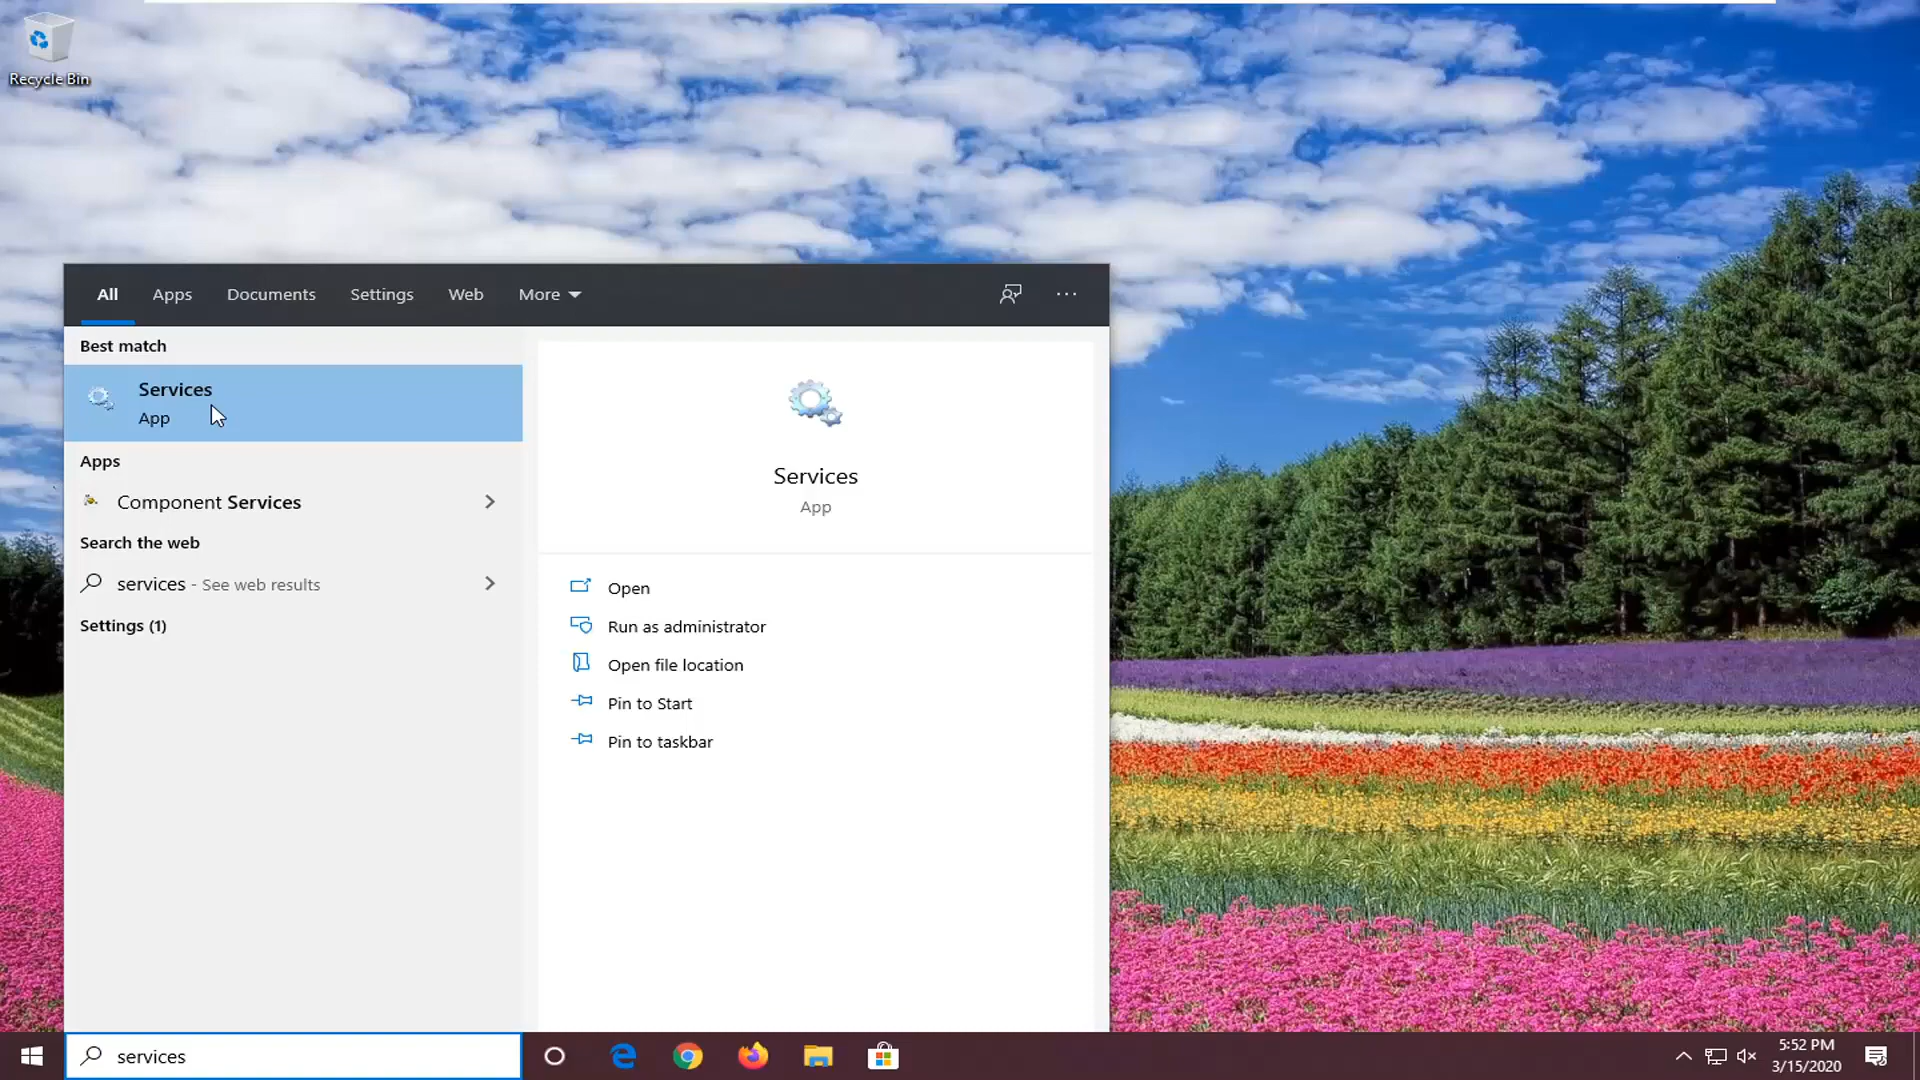 Recycle Bin
All Apps Documents Settings Web More
Best match
Services
App
Apps
Component Services
Search the web
services - See web results
Settings (1)
Services
App
Open
Run as administrator
Open file location
Pin to Start
Pin to taskbar
services
5:52 PM
3/15/2020